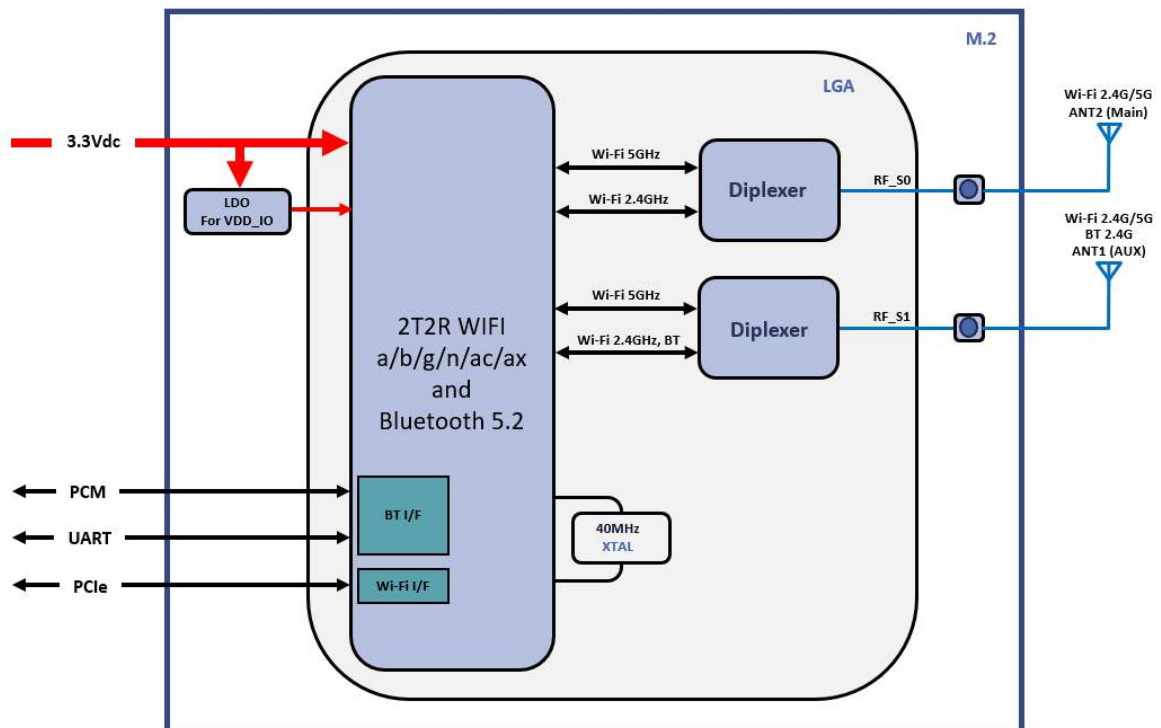 M.2
LGA
Wi-Fi 2.4G/5G
ANT2 (Main)
3.3Vdc
LDO
For VDD_IO
Wi-Fi 5GHz
Wi-Fi 2.4GHz
Diplexer
RF_S0
Wi-Fi 2.4G/5G
BT 2.4G
ANT1 (AUX)
Wi-Fi 5GHz
Wi-Fi 2.4GHz, BT
Diplexer
RF_S1
2T2R WIFI
a/b/g/n/ac/ax
and
Bluetooth 5.2
PCM
UART
PCIe
BT I/F
Wi-Fi I/F
40MHz
XTAL